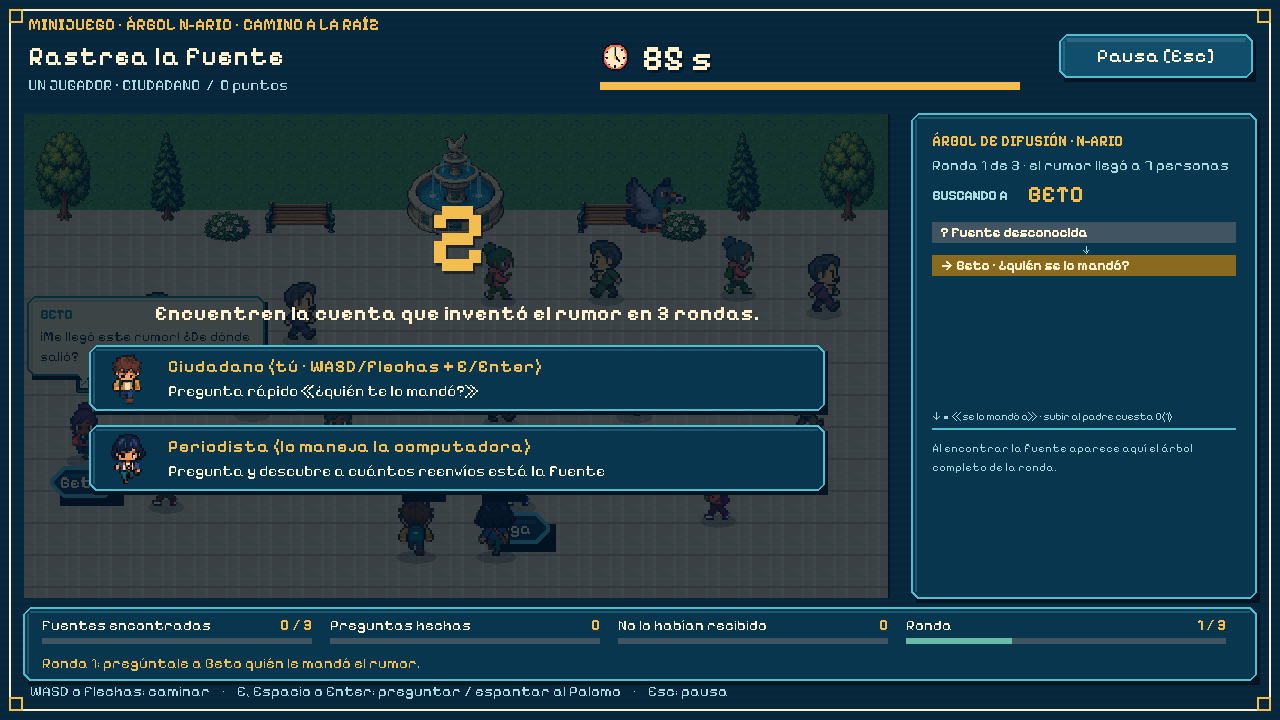 MINIJUEGO · ÁRBOL N-ARIO · CAMINO A LA RAÍZ
Rastrea la fuente
UN JUGADOR · CIUDADANO / 0 puntos
88 s
Pausa (Esc)
2
Encuentren la cuenta que inventó el rumor en 3 rondas.
BETO
¡Me llegó este rumor! ¿De dónde
salió?
Ciudadano (tú · WASD/Flechas + E/Enter)
Pregunta rápido «¿quién te lo mandó?»
Periodista (lo maneja la computadora)
Pregunta y descubre a cuántos reenvíos está la fuente
ÁRBOL DE DIFUSIÓN · N-ARIO
Ronda 1 de 3 · el rumor llegó a 7 personas
BUSCANDO A BETO
? Fuente desconocida
↓
→ Beto · ¿quién se lo mandó?
↓ = «se lo mandó a» · subir al padre cuesta O(1)
Al encontrar la fuente aparece aquí el árbol
completo de la ronda.
Fuentes encontradas 0 / 3
Preguntas hechas 0
No lo habían recibido 0
Ronda 1 / 3
Ronda 1: pregúntale a Beto quién le mandó el rumor.
WASD o flechas: caminar · E, Espacio o Enter: preguntar / espantar al Palomo · Esc: pausa